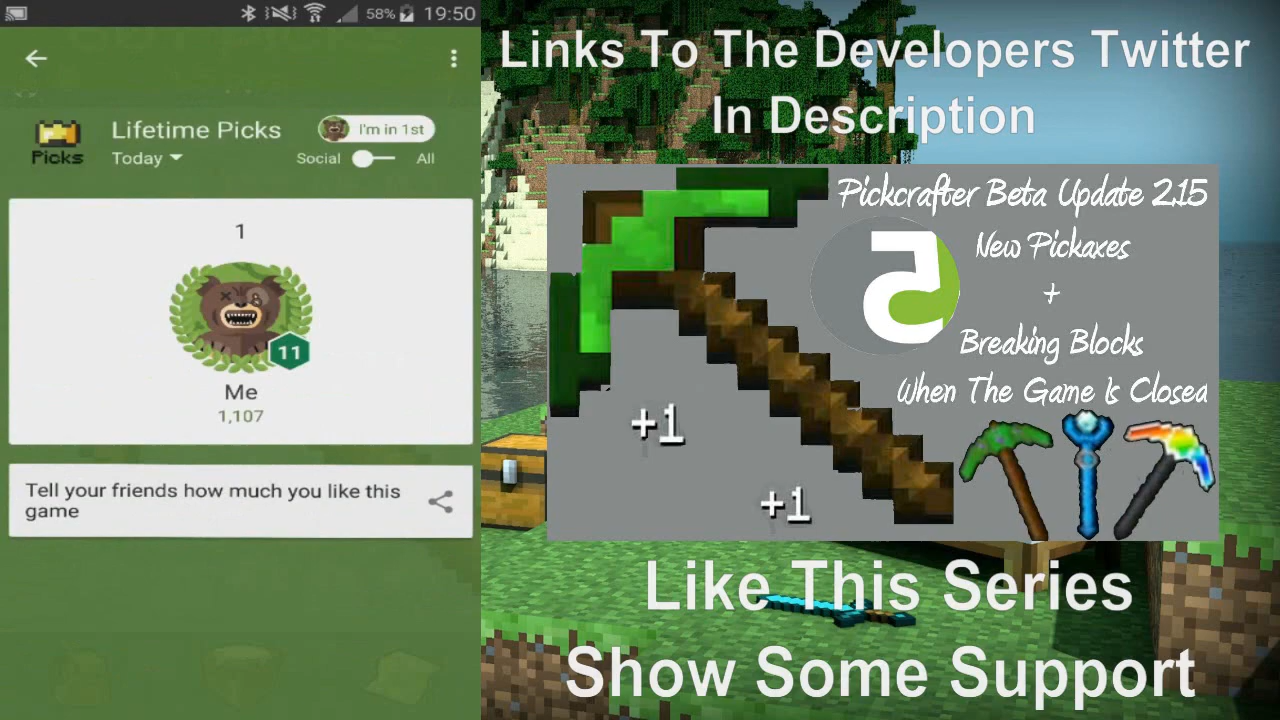 58% 19:50
Lifetime Picks
I'm in 1st
Picks
Today
Social
All
1
11
Me
1,107
Tell your friends how much you like this
game
Links To The Developers Twitter
In Description
Pickcrafter Beta Update 2.15
New Pickaxes
+
Breaking Blocks
When The Game Is Closed
5
+1
+1
Like This Series
Show Some Support